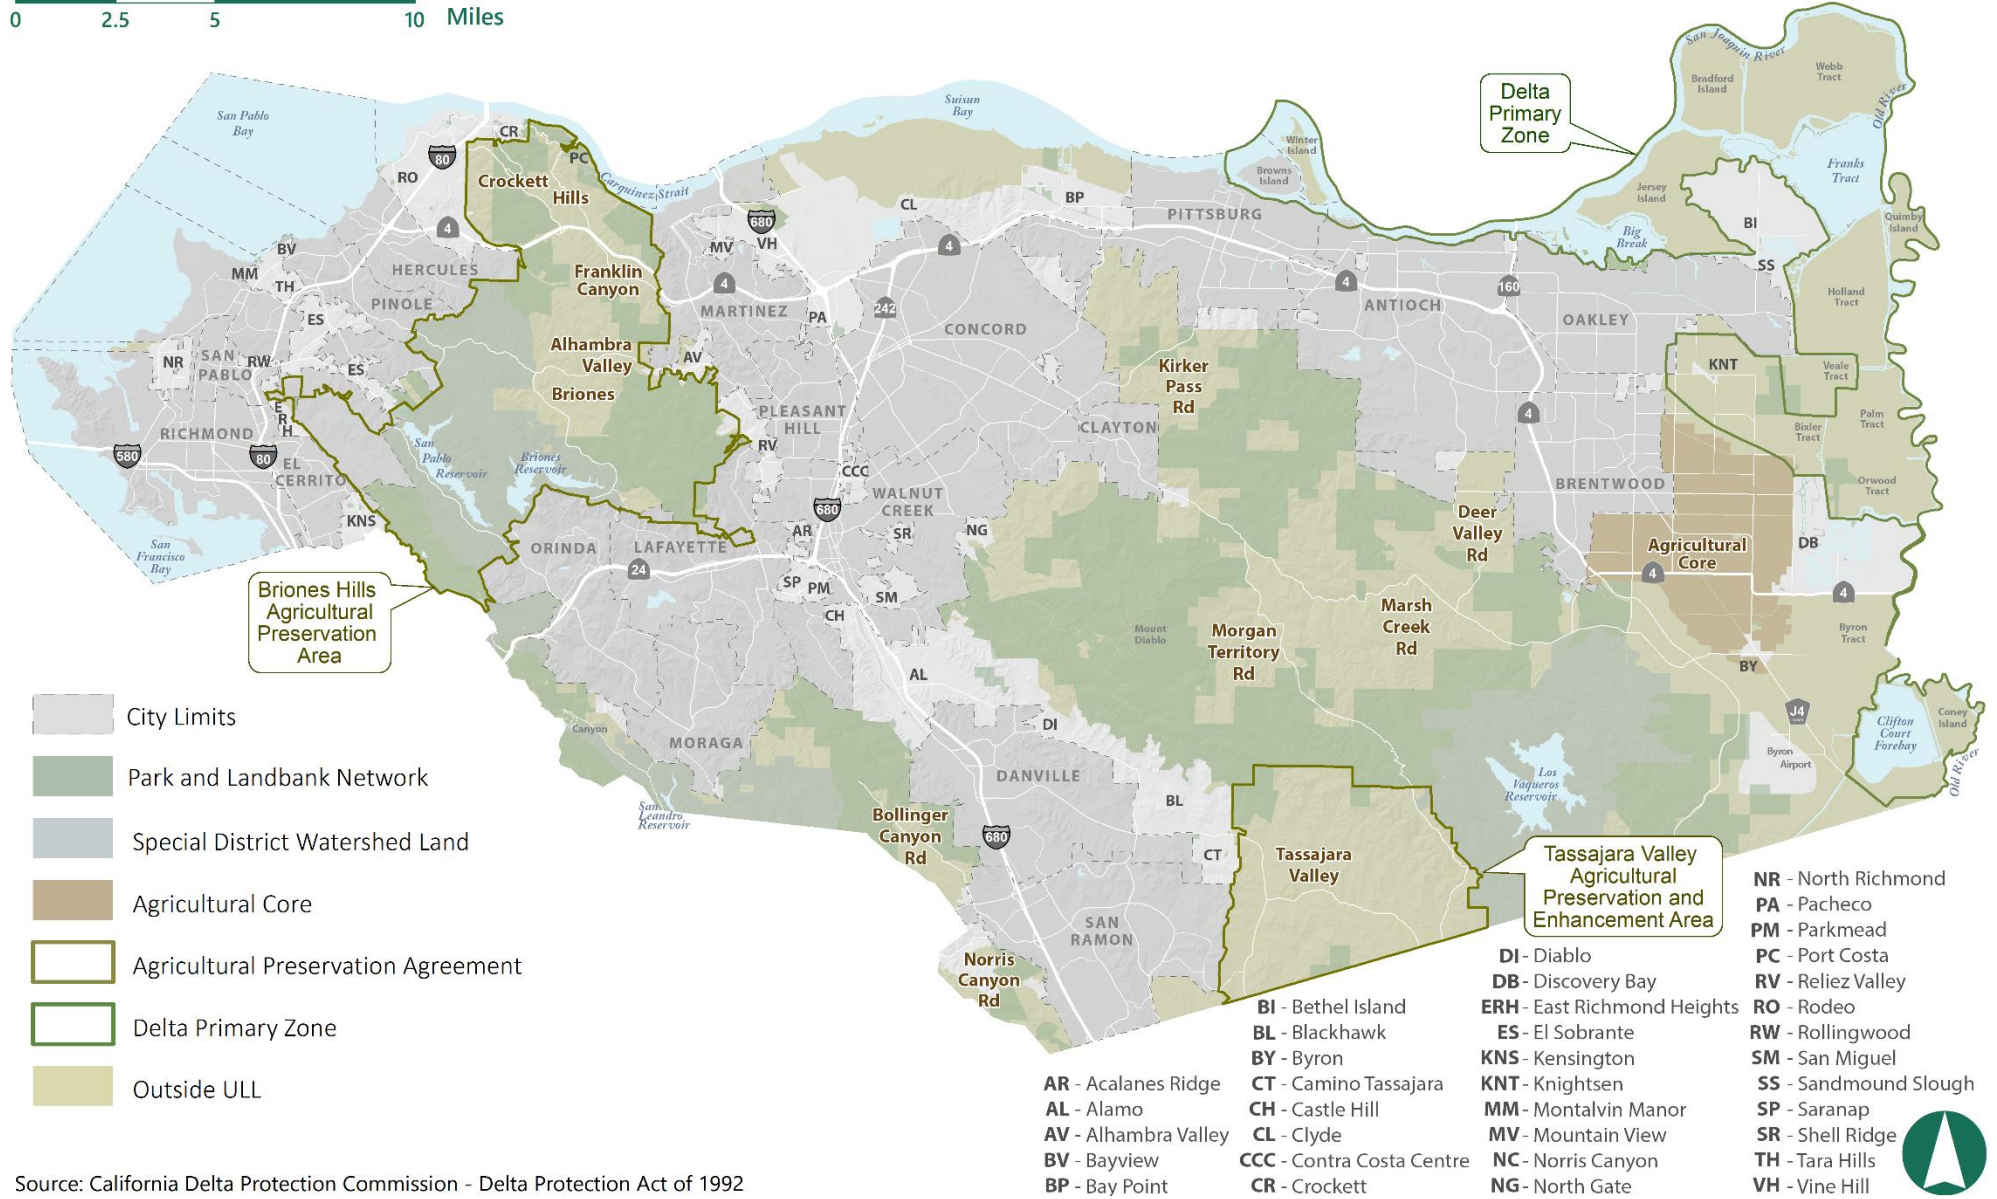 0 2.5 5 10 Miles
San Joaquin River
Webb
Tract
Bradford
Island
Old River
Delta
Primary
Zone
San Pablo
Bay
Suisun
Bay
CR
80
PC
RO
Crockett
Hills
Carquinez Strait
Winter
Island
Browns
Island
Franks
Tract
Jersey
Island
BP
CL
PITTSBURG
680
BI
Quimby
Island
4
MV
VH
4
Big
Break
BV
MM
HERCULES
Franklin
Canyon
SS
TH
PINOLE
4
4
160
Holland
Tract
ES
MARTINEZ
PA
242
CONCORD
ANTIOCH
OAKLEY
NR
SAN
PABLO
RW
ES
Alhambra
Valley
AV
Kirker
Pass
Rd
KNT
Veale
Tract
Briones
E
R
H
PLEASANT
HILL
CLAYTON
4
Palm
Tract
Bixler
Tract
RICHMOND
RV
580
80
EL
CERRITO
San
Pablo
Reservoir
Briones
Reservoir
CCC
BRENTWOOD
Orwood
Tract
WALNUT
CREEK
680
KNS
AR
SR
NG
Deer
Valley
Rd
San
Francisco
Bay
ORINDA
LAFAYETTE
24
Agricultural
Core
DB
4
4
SP
PM
SM
CH
Briones Hills
Agricultural
Preservation
Area
Mount
Diablo
Morgan
Territory
Rd
Marsh
Creek
Rd
Byron
Tract
BY
AL
City Limits
DI
J4
Clifton
Court
Forebay
Coney
Island
Canyon
MORAGA
Byron
Airport
Old River
Park and Landbank Network
DANVILLE
Los
Vaqueros
Reservoir
San
Leandro
Reservoir
BL
Bollinger
Canyon
Rd
680
Special District Watershed Land
CT
Tassajara
Valley
Tassajara Valley
Agricultural
Preservation and
Enhancement Area
Agricultural Core
SAN
RAMON
Agricultural Preservation Agreement
Norris
Canyon
Rd
Delta Primary Zone
Outside ULL
AR - Acalanes Ridge
AL - Alamo
AV - Alhambra Valley
BV - Bayview
BP - Bay Point
BI - Bethel Island
BL - Blackhawk
BY - Byron
CT - Camino Tassajara
CH - Castle Hill
CL - Clyde
CCC - Contra Costa Centre
CR - Crockett
DI - Diablo
DB - Discovery Bay
ERH - East Richmond Heights
ES - El Sobrante
KNS - Kensington
KNT - Knightsen
MM - Montalvin Manor
MV - Mountain View
NC - Norris Canyon
NG - North Gate
NR - North Richmond
PA - Pacheco
PM - Parkmead
PC - Port Costa
RV - Reliez Valley
RO - Rodeo
RW - Rollingwood
SM - San Miguel
SS - Sandmound Slough
SP - Saranap
SR - Shell Ridge
TH - Tara Hills
VH - Vine Hill
Source: California Delta Protection Commission - Delta Protection Act of 1992